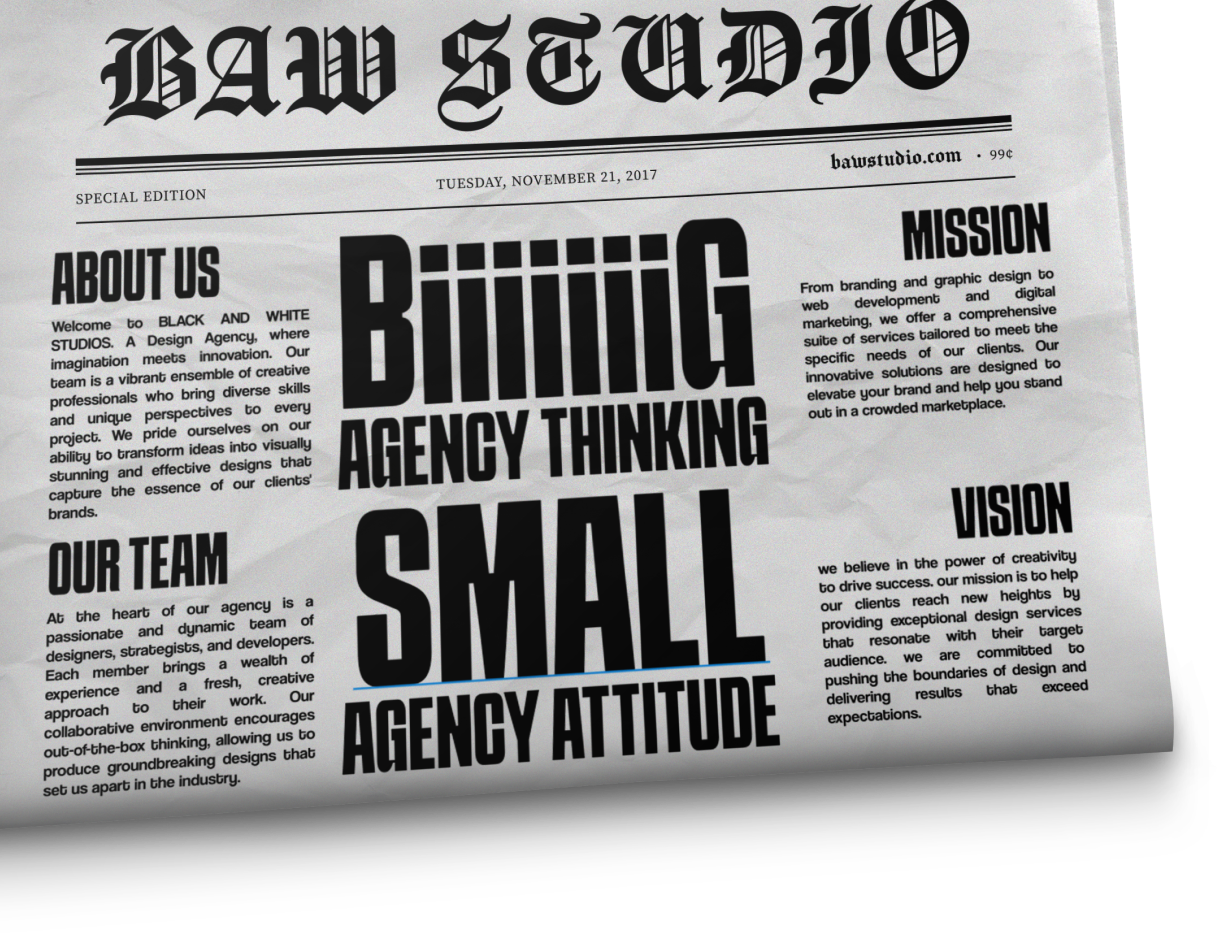 BAW STUDIO
SPECIAL EDITION
TUESDAY, NOVEMBER 21, 2017
bawstudio.com · 99¢
ABOUT US
Welcome to BLACK AND WHITE
STUDIOS. A Design Agency, where
imagination meets innovation. Our
team is a vibrant ensemble of creative
professionals who bring diverse skills
and unique perspectives to every
project. We pride ourselves on our
ability to transform ideas into visually
stunning and effective designs that
capture the essence of our clients'
brands.
OUR TEAM
At the heart of our agency is a
passionate and dynamic team of
designers, strategists, and developers.
Each member brings a wealth of
experience and a fresh, creative
approach to their work. Our
collaborative environment encourages
out-of-the-box thinking, allowing us to
produce groundbreaking designs that
set us apart in the industry.
BiiiiiiiG
AGENCY THINKING
SMALL
AGENCY ATTITUDE
MISSION
From branding and graphic design to
web development and digital
marketing, we offer a comprehensive
suite of services tailored to meet the
specific needs of our clients. Our
innovative solutions are designed to
elevate your brand and help you stand
out in a crowded marketplace.
VISION
we believe in the power of creativity
to drive success. our mission is to help
our clients reach new heights by
providing exceptional design services
that resonate with their target
audience. we are committed to
pushing the boundaries of design and
delivering results that exceed
expectations.